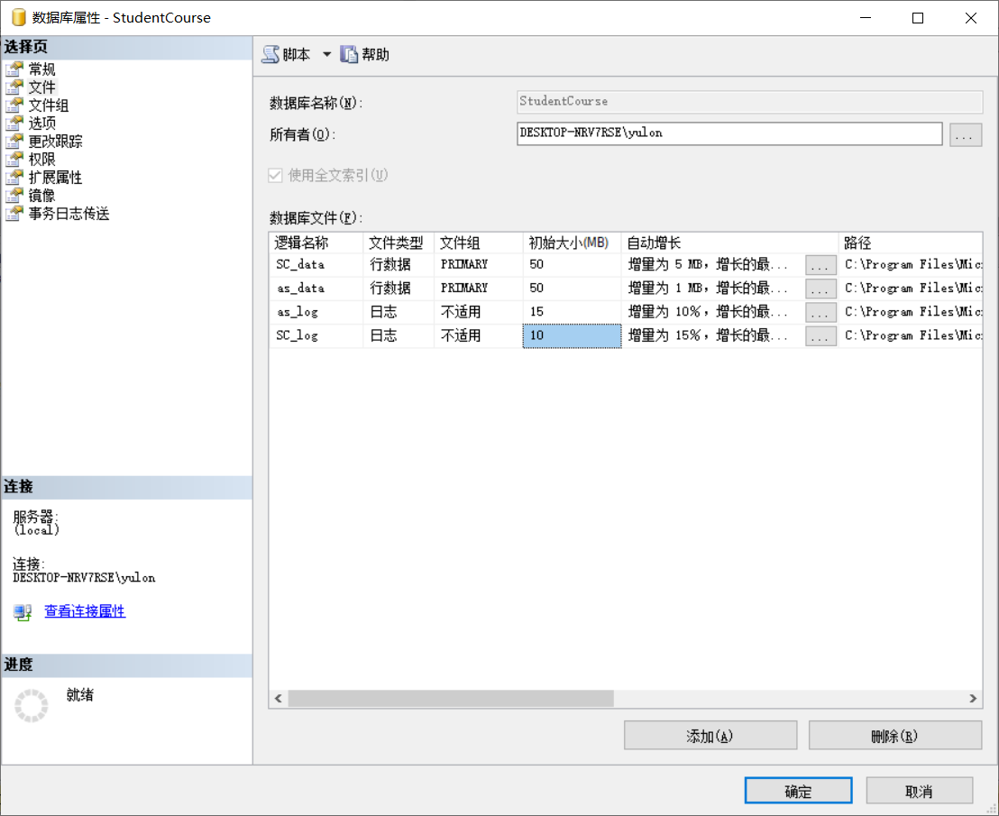 数据库属性 - StudentCourse
选择页
常规
文件
文件组
选项
更改跟踪
权限
扩展属性
镜像
事务日志传送
连接
服务器:
(local)
连接:
DESKTOP-NRV7RSE\yulon
查看连接属性
进度
就绪
脚本 帮助
数据库名称(N): StudentCourse
所有者(O): DESKTOP-NRV7RSE\yulon ...
使用全文索引(U)
数据库文件(F):
逻辑名称 文件类型 文件组 初始大小(MB) 自动增长 路径
SC_data 行数据 PRIMARY 50 增量为 5 MB，增长的最... ... C:\Program Files\Mic
as_data 行数据 PRIMARY 50 增量为 1 MB，增长的最... ... C:\Program Files\Mic
as_log 日志 不适用 15 增量为 10%，增长的最... ... C:\Program Files\Mic
SC_log 日志 不适用 10 增量为 15%，增长的最... ... C:\Program Files\Mic
添加(A) 删除(R)
确定 取消